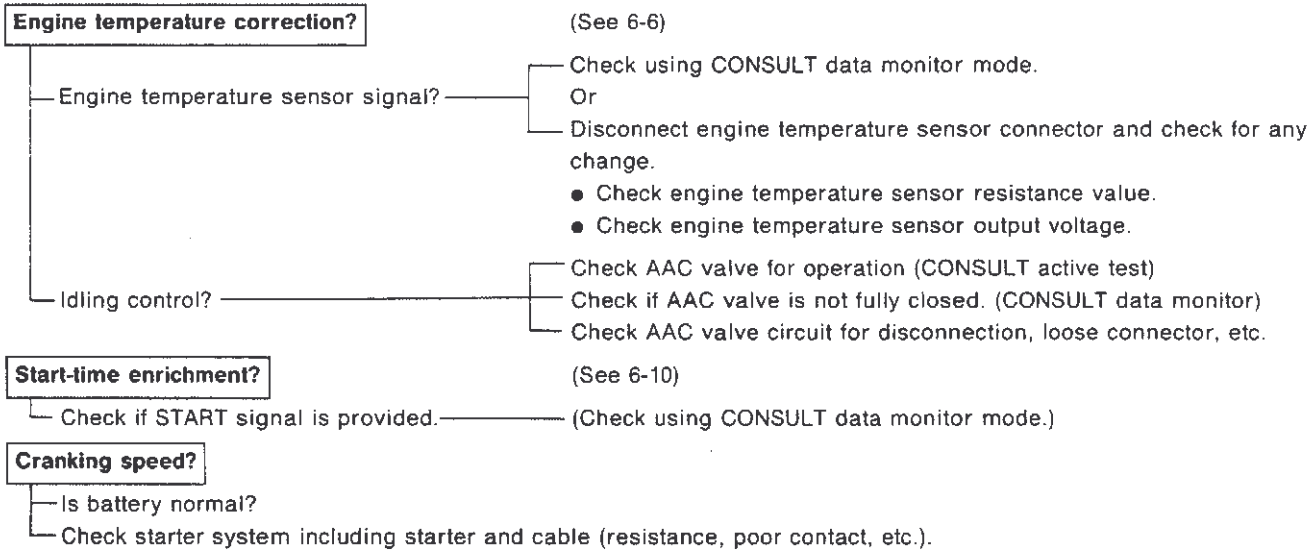 Engine temperature correction? (See 6-6)
Check using CONSULT data monitor mode.
Engine temperature sensor signal? Or
Disconnect engine temperature sensor connector and check for any
change.
● Check engine temperature sensor resistance value.
● Check engine temperature sensor output voltage.
Check AAC valve for operation (CONSULT active test)
Idling control? Check if AAC valve is not fully closed. (CONSULT data monitor)
Check AAC valve circuit for disconnection, loose connector, etc.
Start-time enrichment? (See 6-10)
Check if START signal is provided. (Check using CONSULT data monitor mode.)
Cranking speed?
Is battery normal?
Check starter system including starter and cable (resistance, poor contact, etc.).